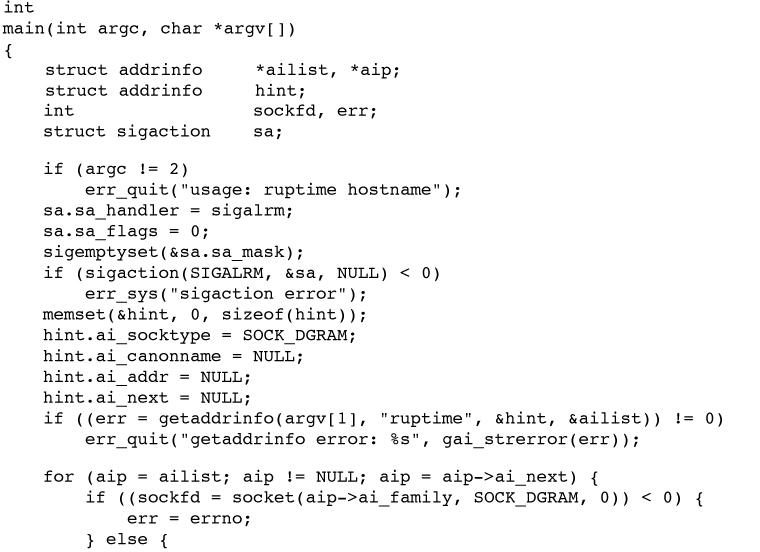 int
main(int argc, char *argv[])
{
    struct addrinfo     *ailist, *aip;
    struct addrinfo     hint;
    int                 sockfd, err;
    struct sigaction    sa;

    if (argc != 2)
        err_quit("usage: ruptime hostname");
    sa.sa_handler = sigalrm;
    sa.sa_flags = 0;
    sigemptyset(&sa.sa_mask);
    if (sigaction(SIGALRM, &sa, NULL) < 0)
        err_sys("sigaction error");
    memset(&hint, 0, sizeof(hint));
    hint.ai_socktype = SOCK_DGRAM;
    hint.ai_canonname = NULL;
    hint.ai_addr = NULL;
    hint.ai_next = NULL;
    if ((err = getaddrinfo(argv[1], "ruptime", &hint, &ailist)) != 0)
        err_quit("getaddrinfo error: %s", gai_strerror(err));

    for (aip = ailist; aip != NULL; aip = aip->ai_next) {
        if ((sockfd = socket(aip->ai_family, SOCK_DGRAM, 0)) < 0) {
            err = errno;
        } else {